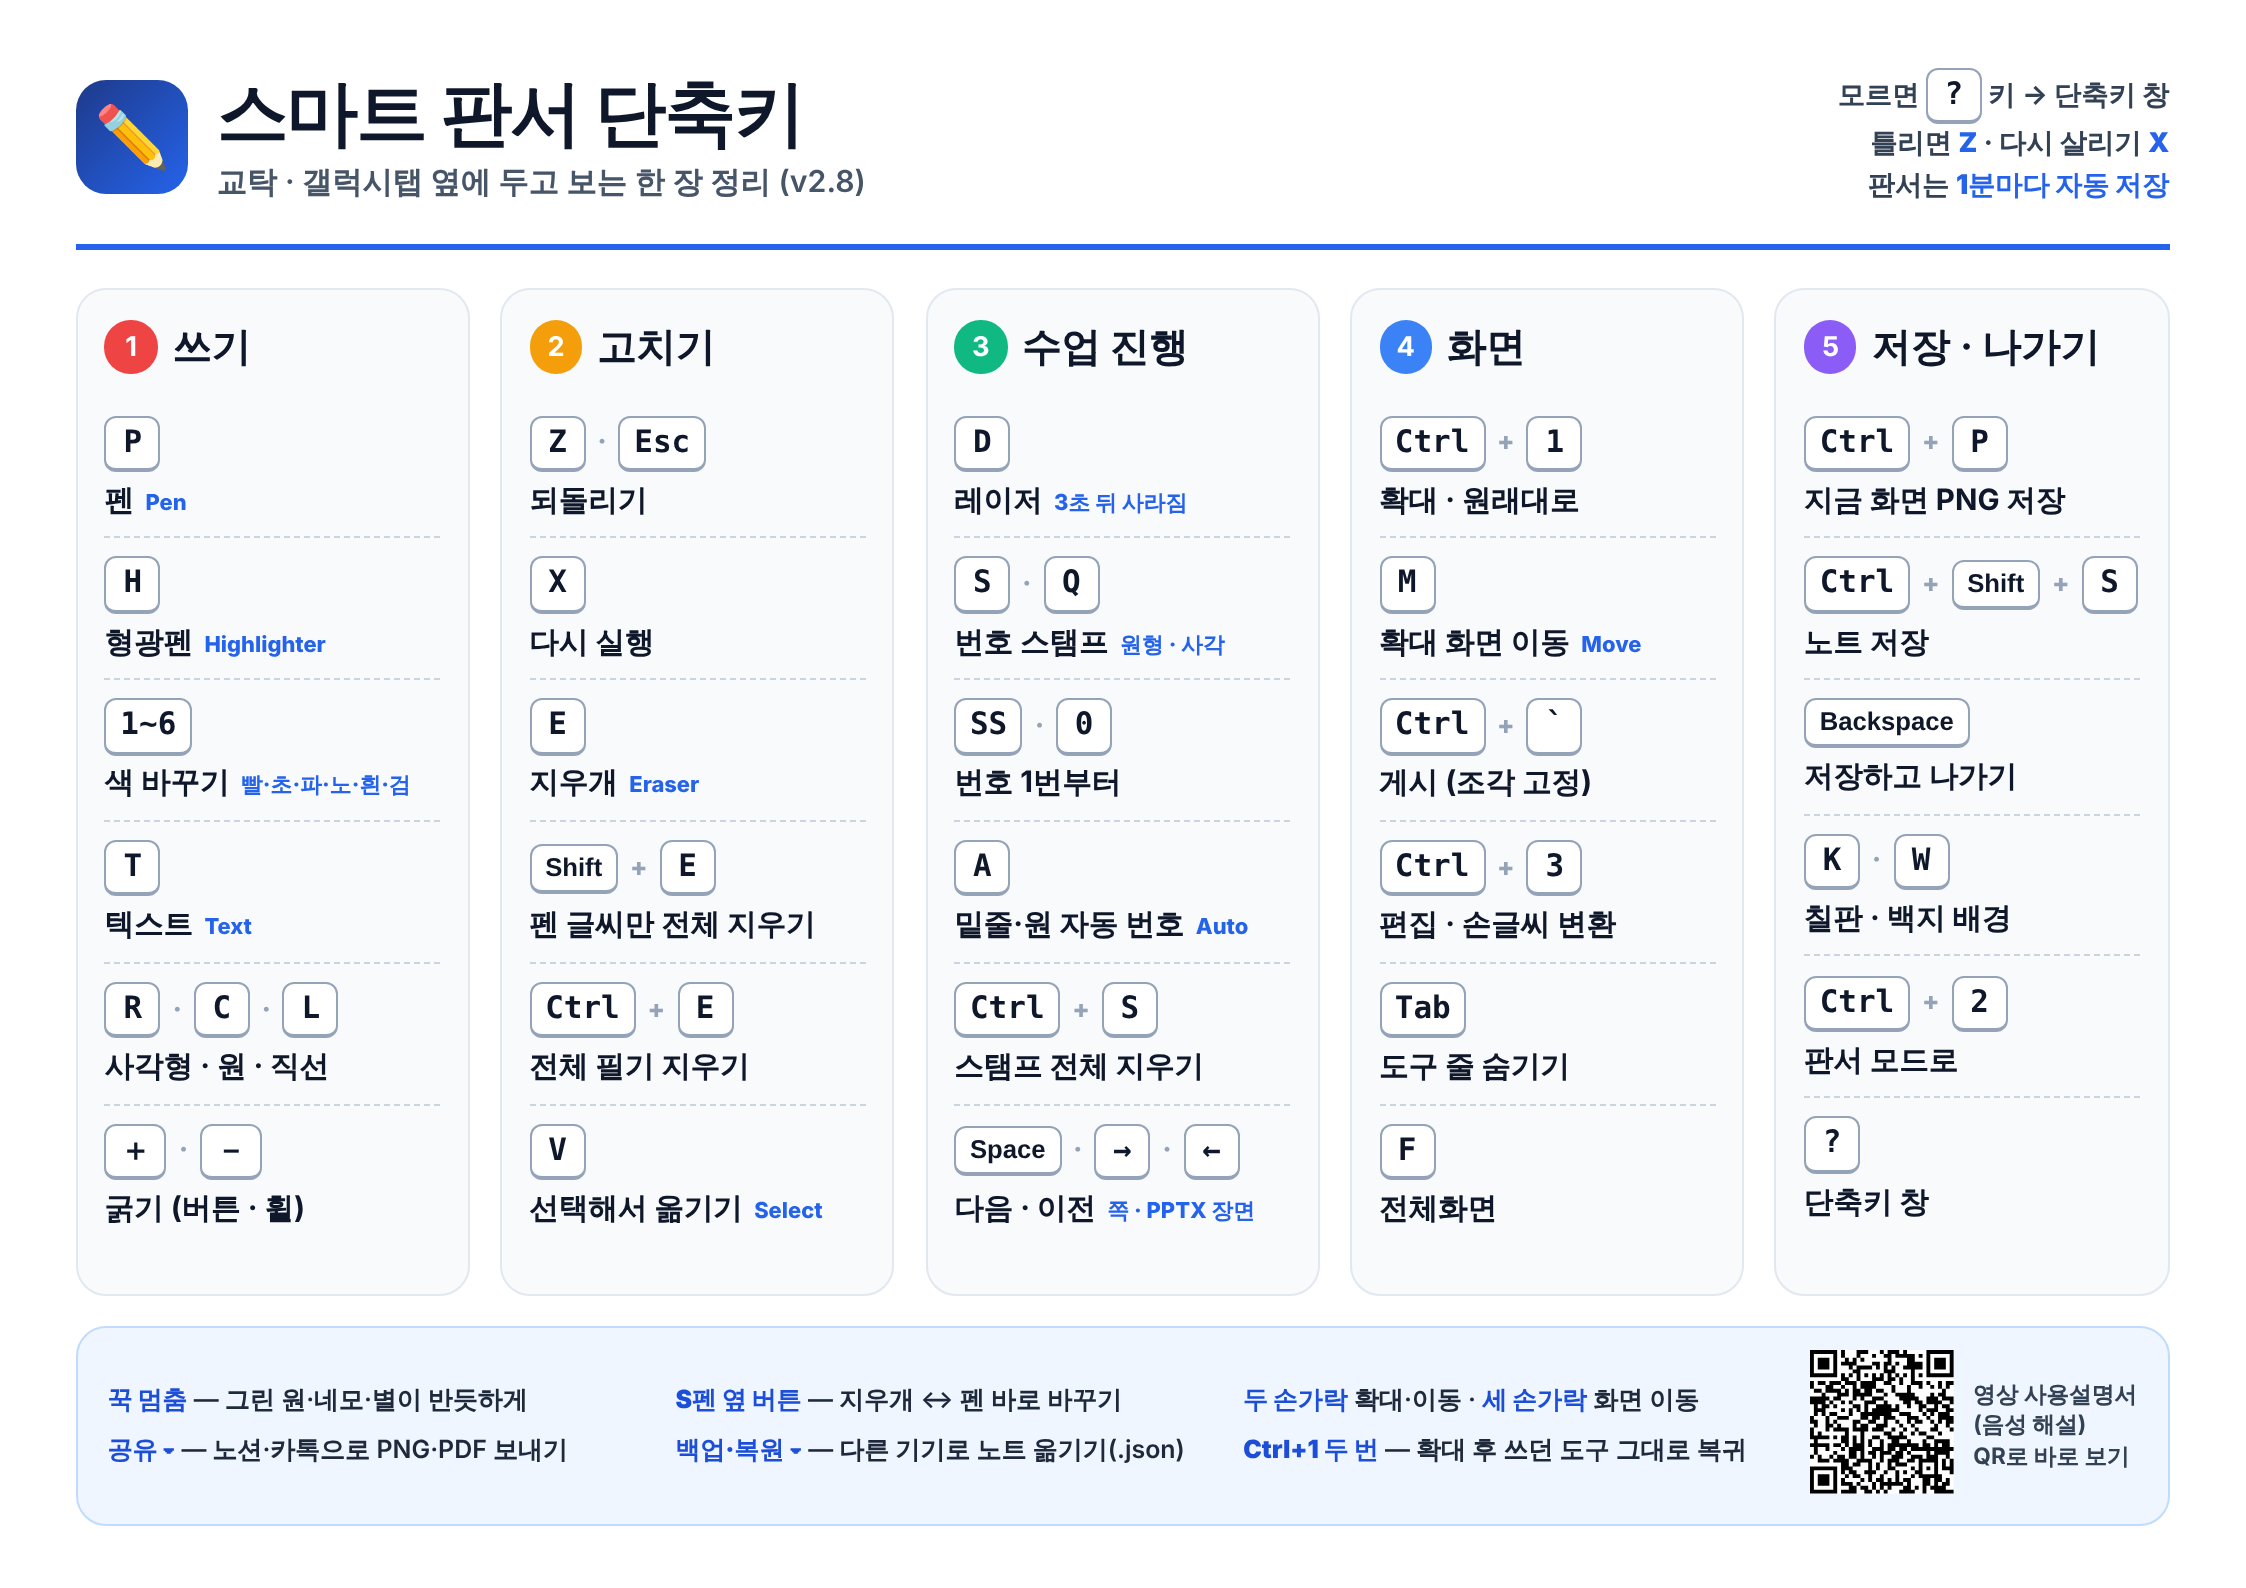 스마트 판서 단축키
교탁 · 갤럭시탭 옆에 두고 보는 한 장 정리 (v2.8)
모르면 ? 키 → 단축키 창
틀리면 Z · 다시 살리기 X
판서는 1분마다 자동 저장
1 쓰기
P
펜 Pen
H
형광펜 Highlighter
1~6
색 바꾸기 빨·초·파·노·흰·검
T
텍스트 Text
R · C · L
사각형 · 원 · 직선
+ · −
굵기 (버튼 · 휠)
2 고치기
Z · Esc
되돌리기
X
다시 실행
E
지우개 Eraser
Shift + E
펜 글씨만 전체 지우기
Ctrl + E
전체 필기 지우기
V
선택해서 옮기기 Select
3 수업 진행
D
레이저 3초 뒤 사라짐
S · Q
번호 스탬프 원형 · 사각
SS · 0
번호 1번부터
A
밑줄·원 자동 번호 Auto
Ctrl + S
스탬프 전체 지우기
Space · → · ←
다음 · 이전 쪽 · PPTX 장면
4 화면
Ctrl + 1
확대 · 원래대로
M
확대 화면 이동 Move
Ctrl + `
게시 (조각 고정)
Ctrl + 3
편집 · 손글씨 변환
Tab
도구 줄 숨기기
F
전체화면
5 저장 · 나가기
Ctrl + P
지금 화면 PNG 저장
Ctrl + Shift + S
노트 저장
Backspace
저장하고 나가기
K · W
칠판 · 백지 배경
Ctrl + 2
판서 모드로
?
단축키 창
꾹 멈춤 — 그린 원·네모·별이 반듯하게
공유 ▾ — 노션·카톡으로 PNG·PDF 보내기
S펜 옆 버튼 — 지우개 ↔ 펜 바로 바꾸기
백업·복원 ▾ — 다른 기기로 노트 옮기기(.json)
두 손가락 확대·이동 · 세 손가락 화면 이동
Ctrl+1 두 번 — 확대 후 쓰던 도구 그대로 복귀
영상 사용설명서
(음성 해설)
QR로 바로 보기